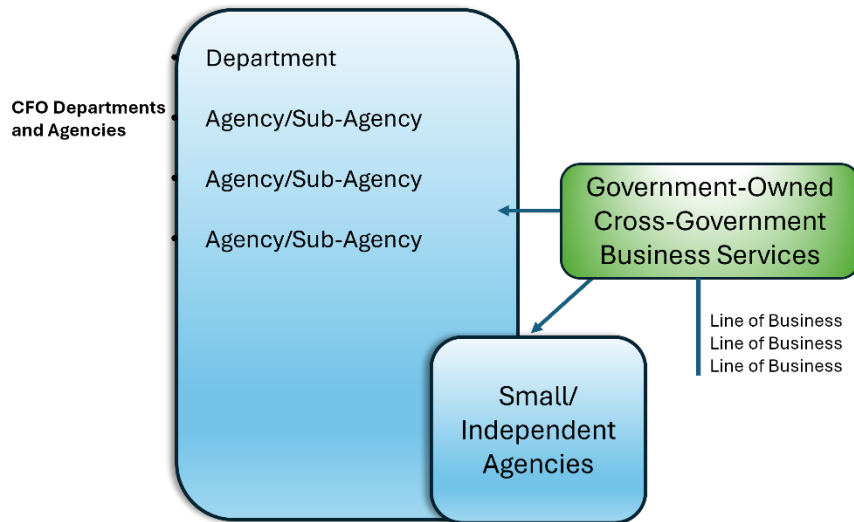 Department
CFO Departments
and Agencies
Agency/Sub-Agency
Agency/Sub-Agency
Agency/Sub-Agency
Government-Owned
Cross-Government
Business Services
Line of Business
Line of Business
Line of Business
Small/
Independent
Agencies